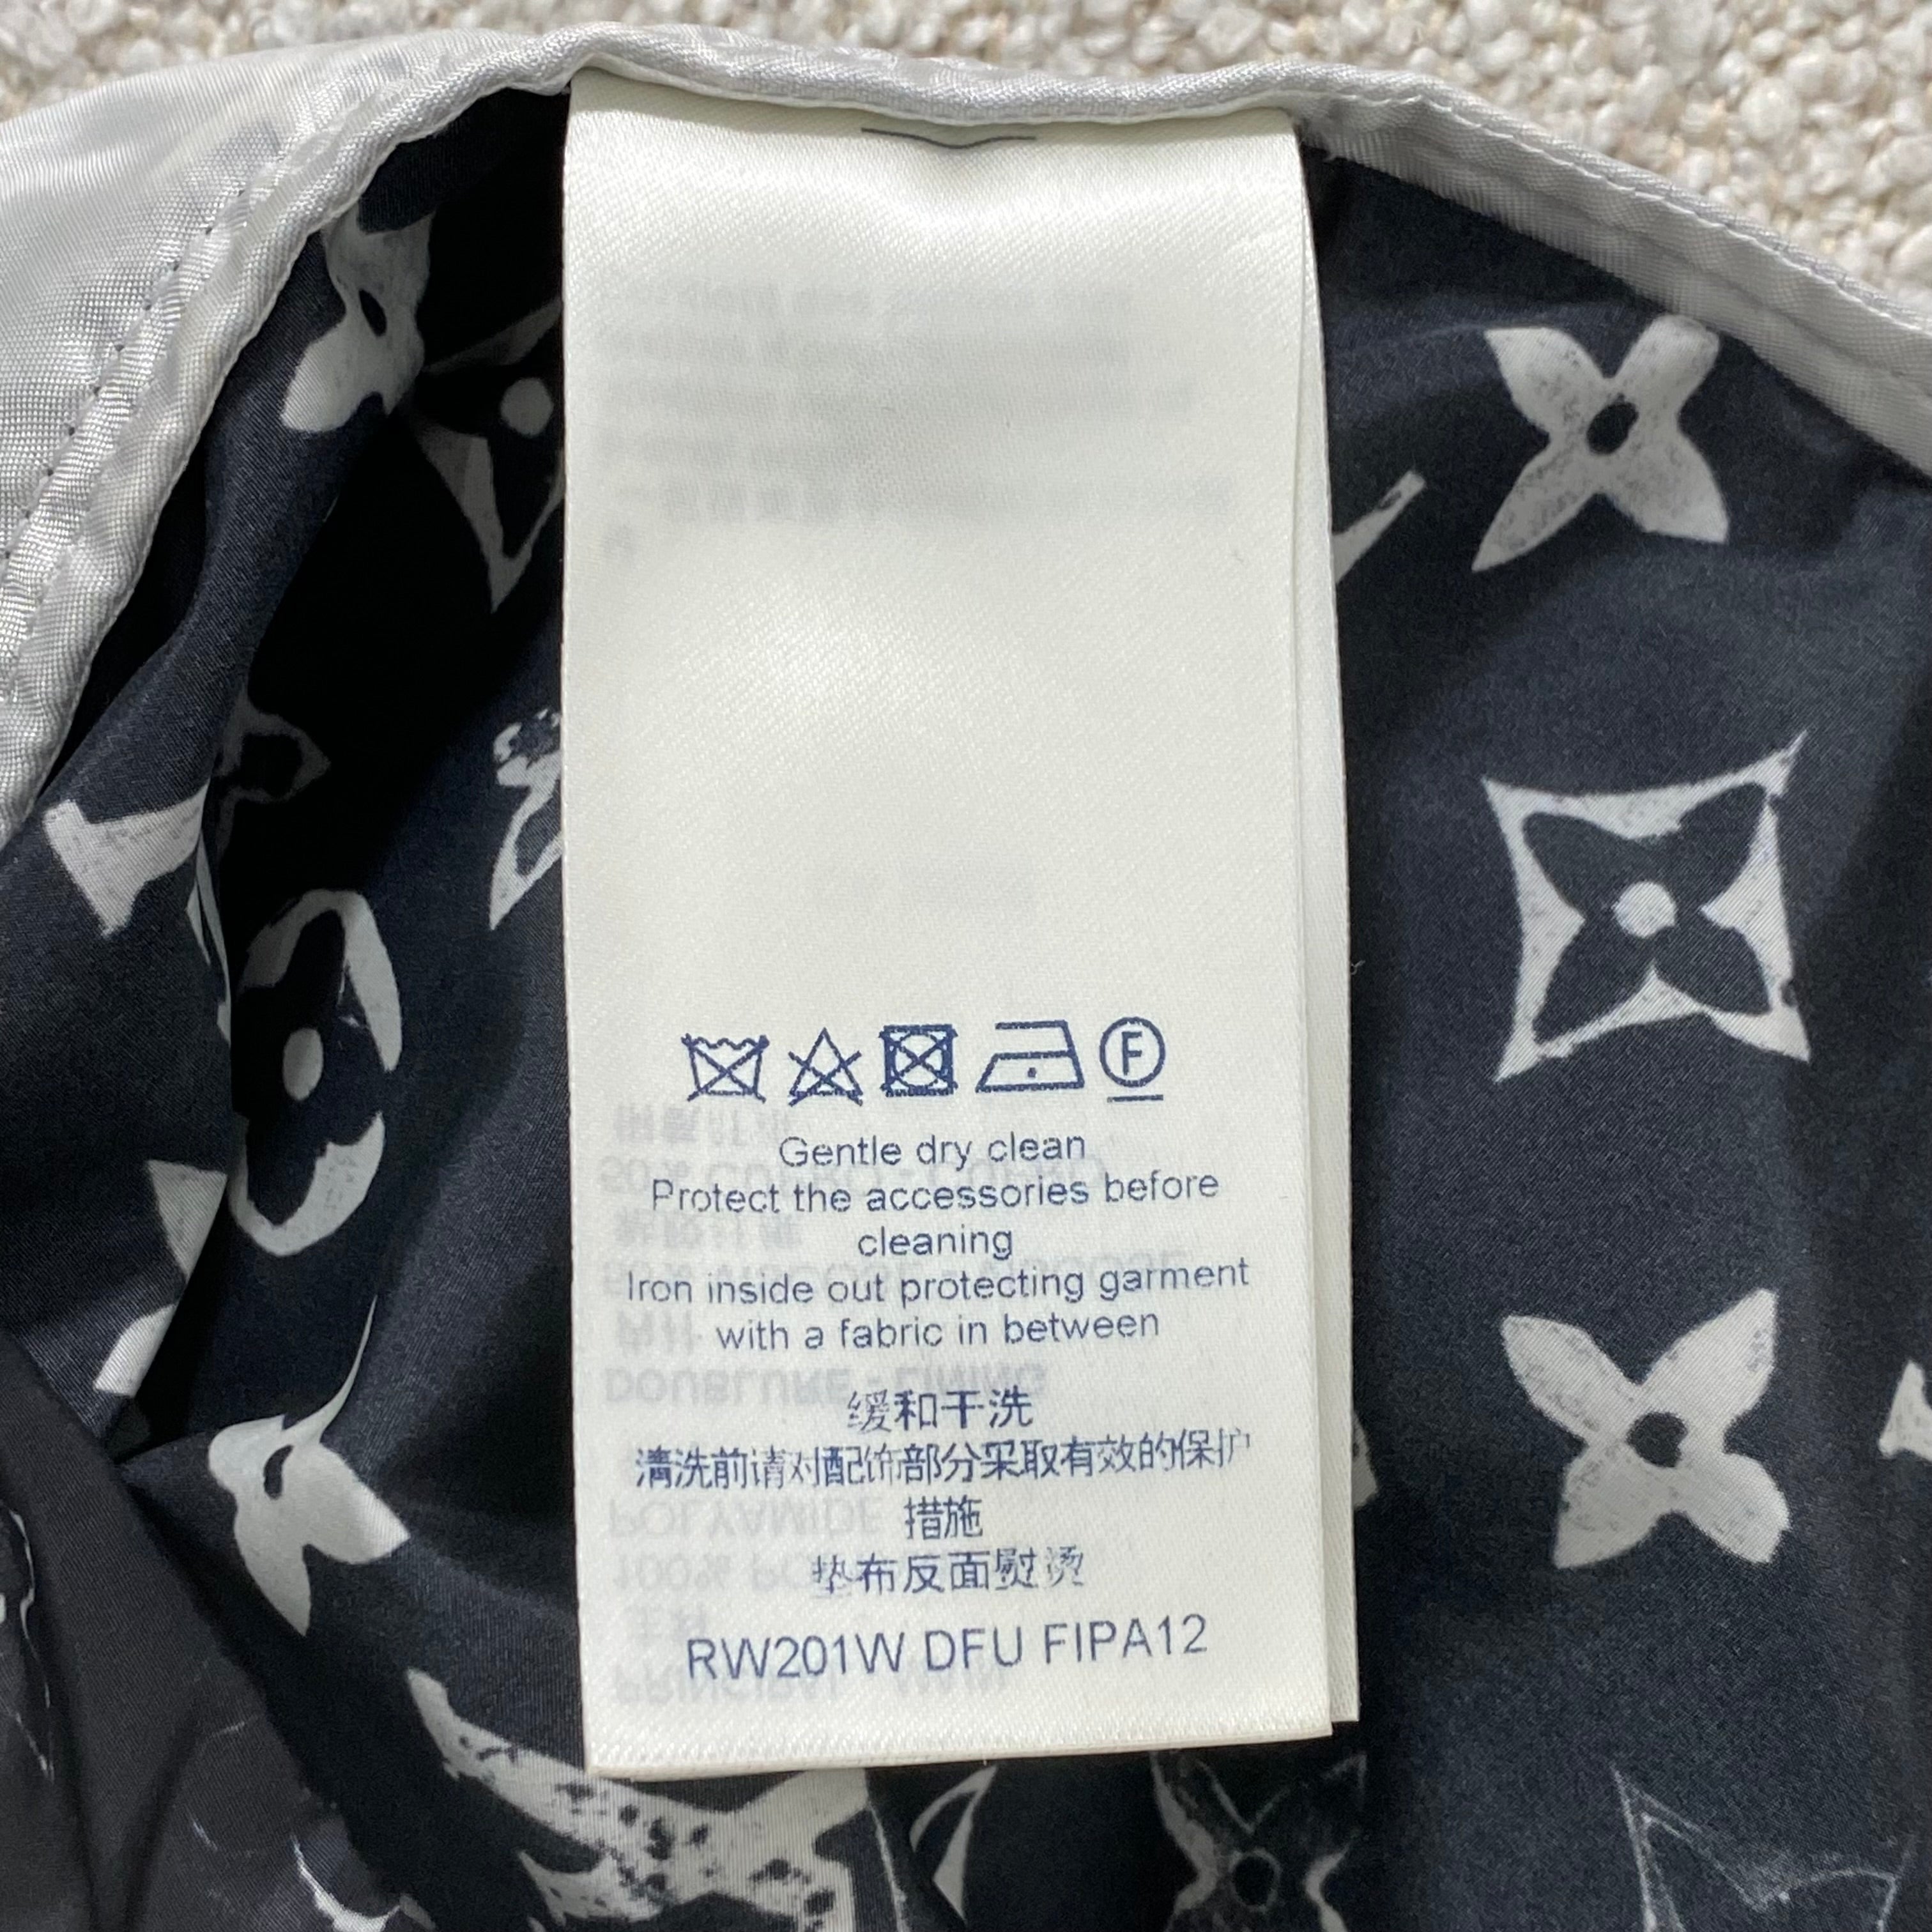 F
Gentle dry clean
Protect the accessories before
cleaning
Iron inside out protecting garment
with a fabric in between
缓和干洗
清洗前请对配饰部分采取有效的保护
措施
垫布反面熨烫
RW201W DFU FIPA12